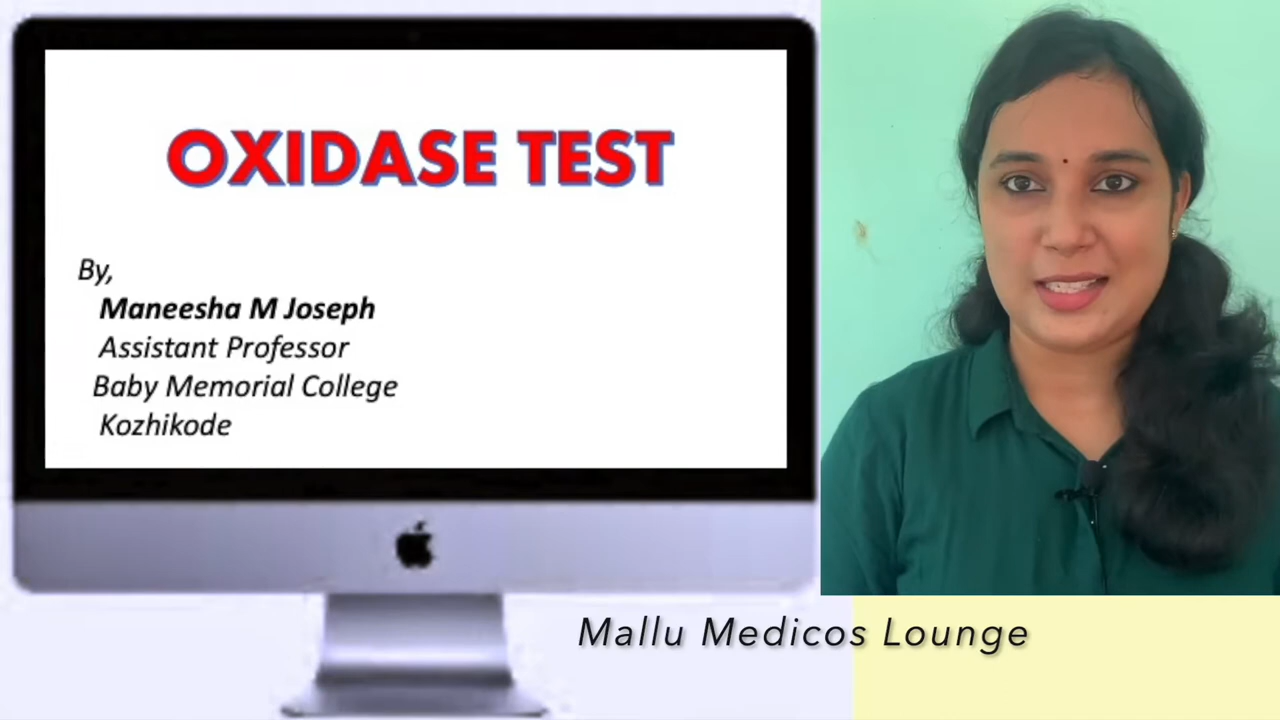 OXIDASE TEST
By,
Maneesha M Joseph
Assistant Professor
Baby Memorial College
Kozhikode
Mallu Medicos Lounge